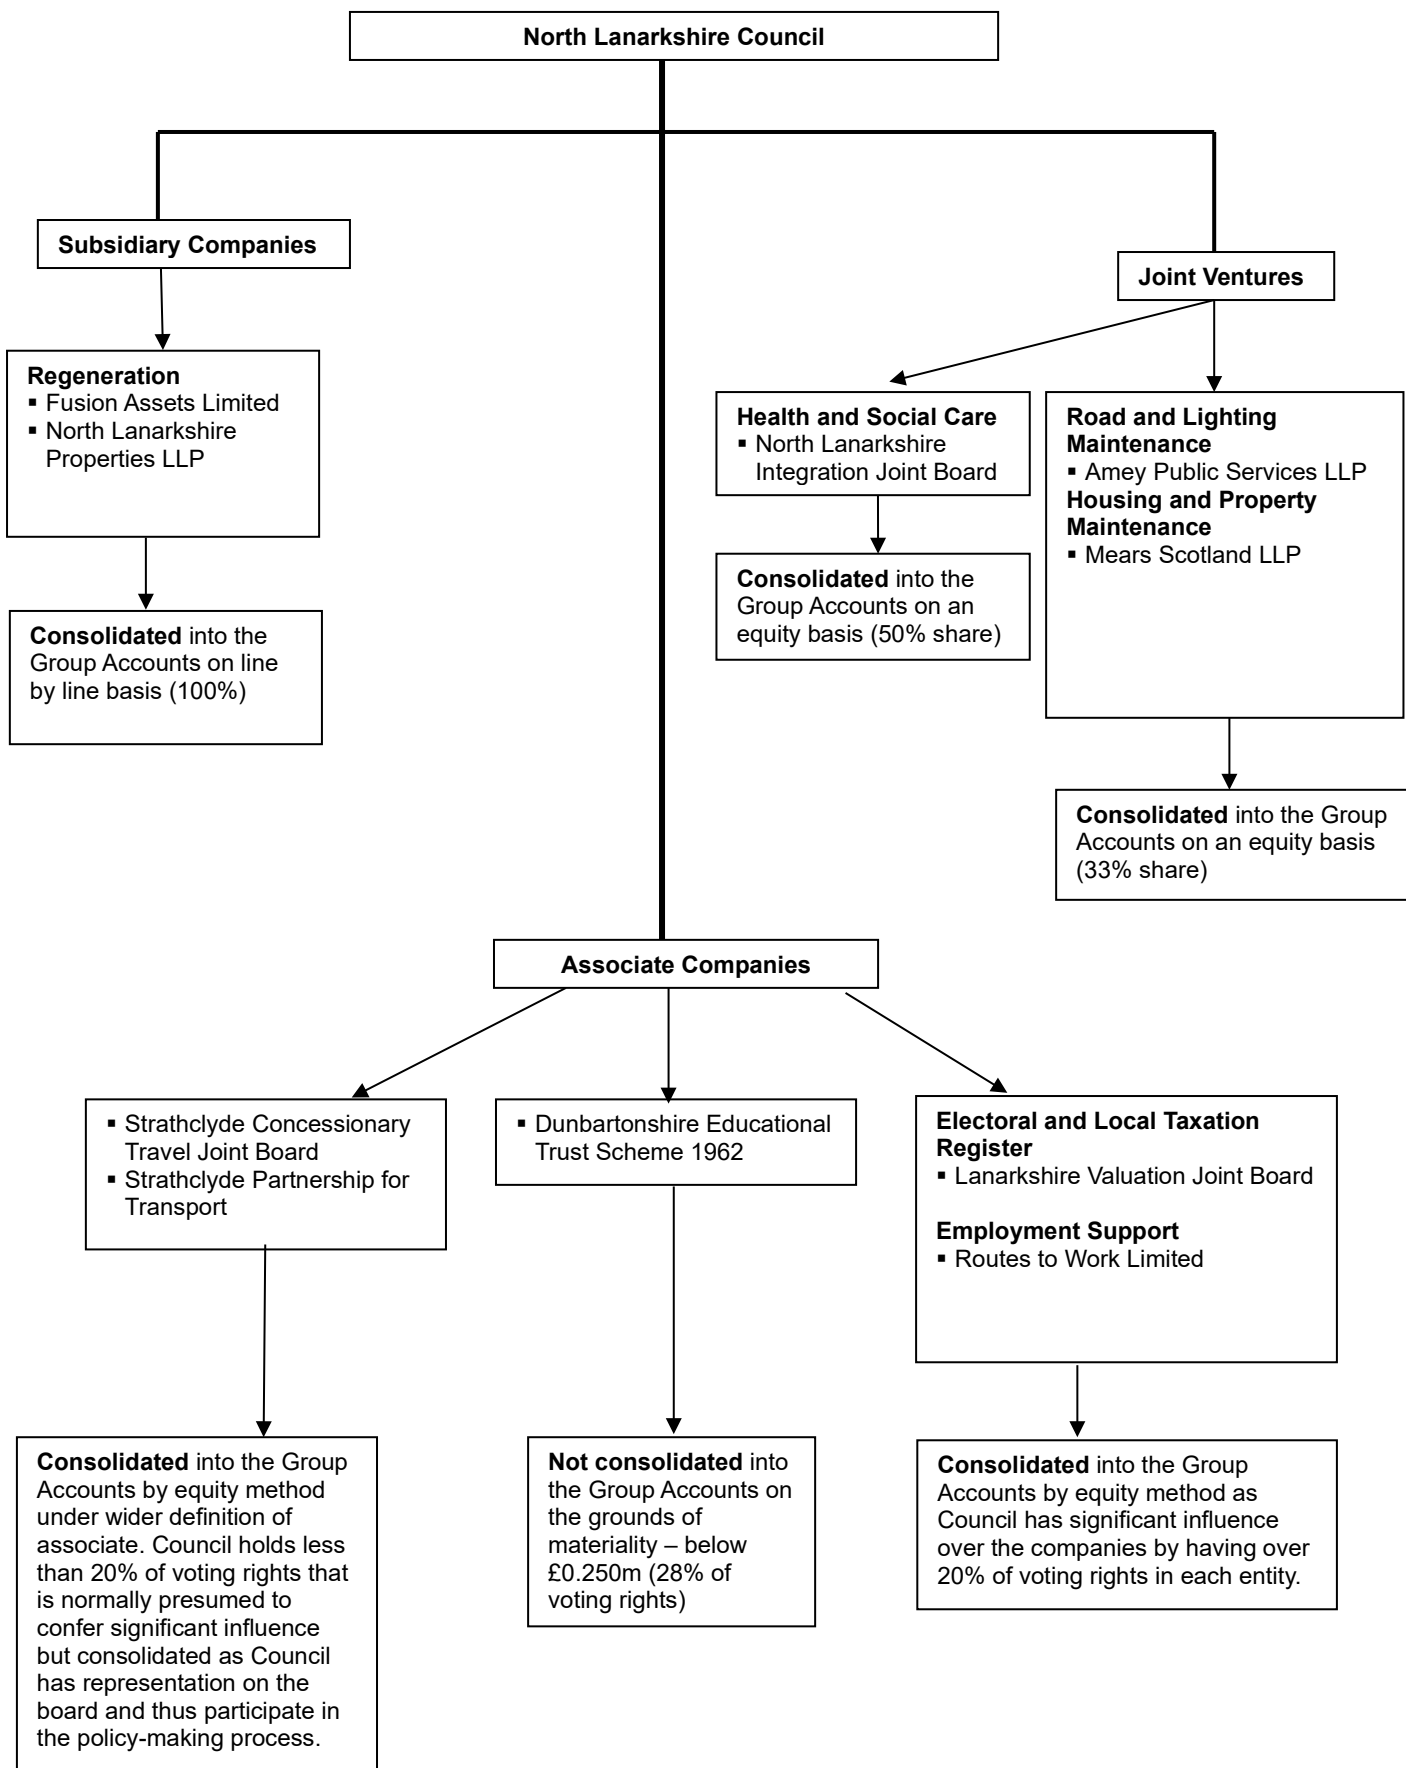 North Lanarkshire Council
Subsidiary Companies
Joint Ventures
Regeneration
▪ Fusion Assets Limited
▪ North Lanarkshire
Properties LLP
Health and Social Care
▪ North Lanarkshire
Integration Joint Board
Road and Lighting
Maintenance
▪ Amey Public Services LLP
Housing and Property
Maintenance
▪ Mears Scotland LLP
Consolidated into the
Group Accounts on line
by line basis (100%)
Consolidated into the
Group Accounts on an
equity basis (50% share)
Consolidated into the Group
Accounts on an equity basis
(33% share)
Associate Companies
▪ Strathclyde Concessionary
Travel Joint Board
▪ Strathclyde Partnership for
Transport
▪ Dunbartonshire Educational
Trust Scheme 1962
Electoral and Local Taxation
Register
▪ Lanarkshire Valuation Joint Board
Employment Support
▪ Routes to Work Limited
Consolidated into the Group
Accounts by equity method
under wider definition of
associate. Council holds less
than 20% of voting rights that
is normally presumed to
confer significant influence
but consolidated as Council
has representation on the
board and thus participate in
the policy-making process.
Not consolidated into
the Group Accounts on
the grounds of
materiality – below
£0.250m (28% of
voting rights)
Consolidated into the Group
Accounts by equity method as
Council has significant influence
over the companies by having over
20% of voting rights in each entity.